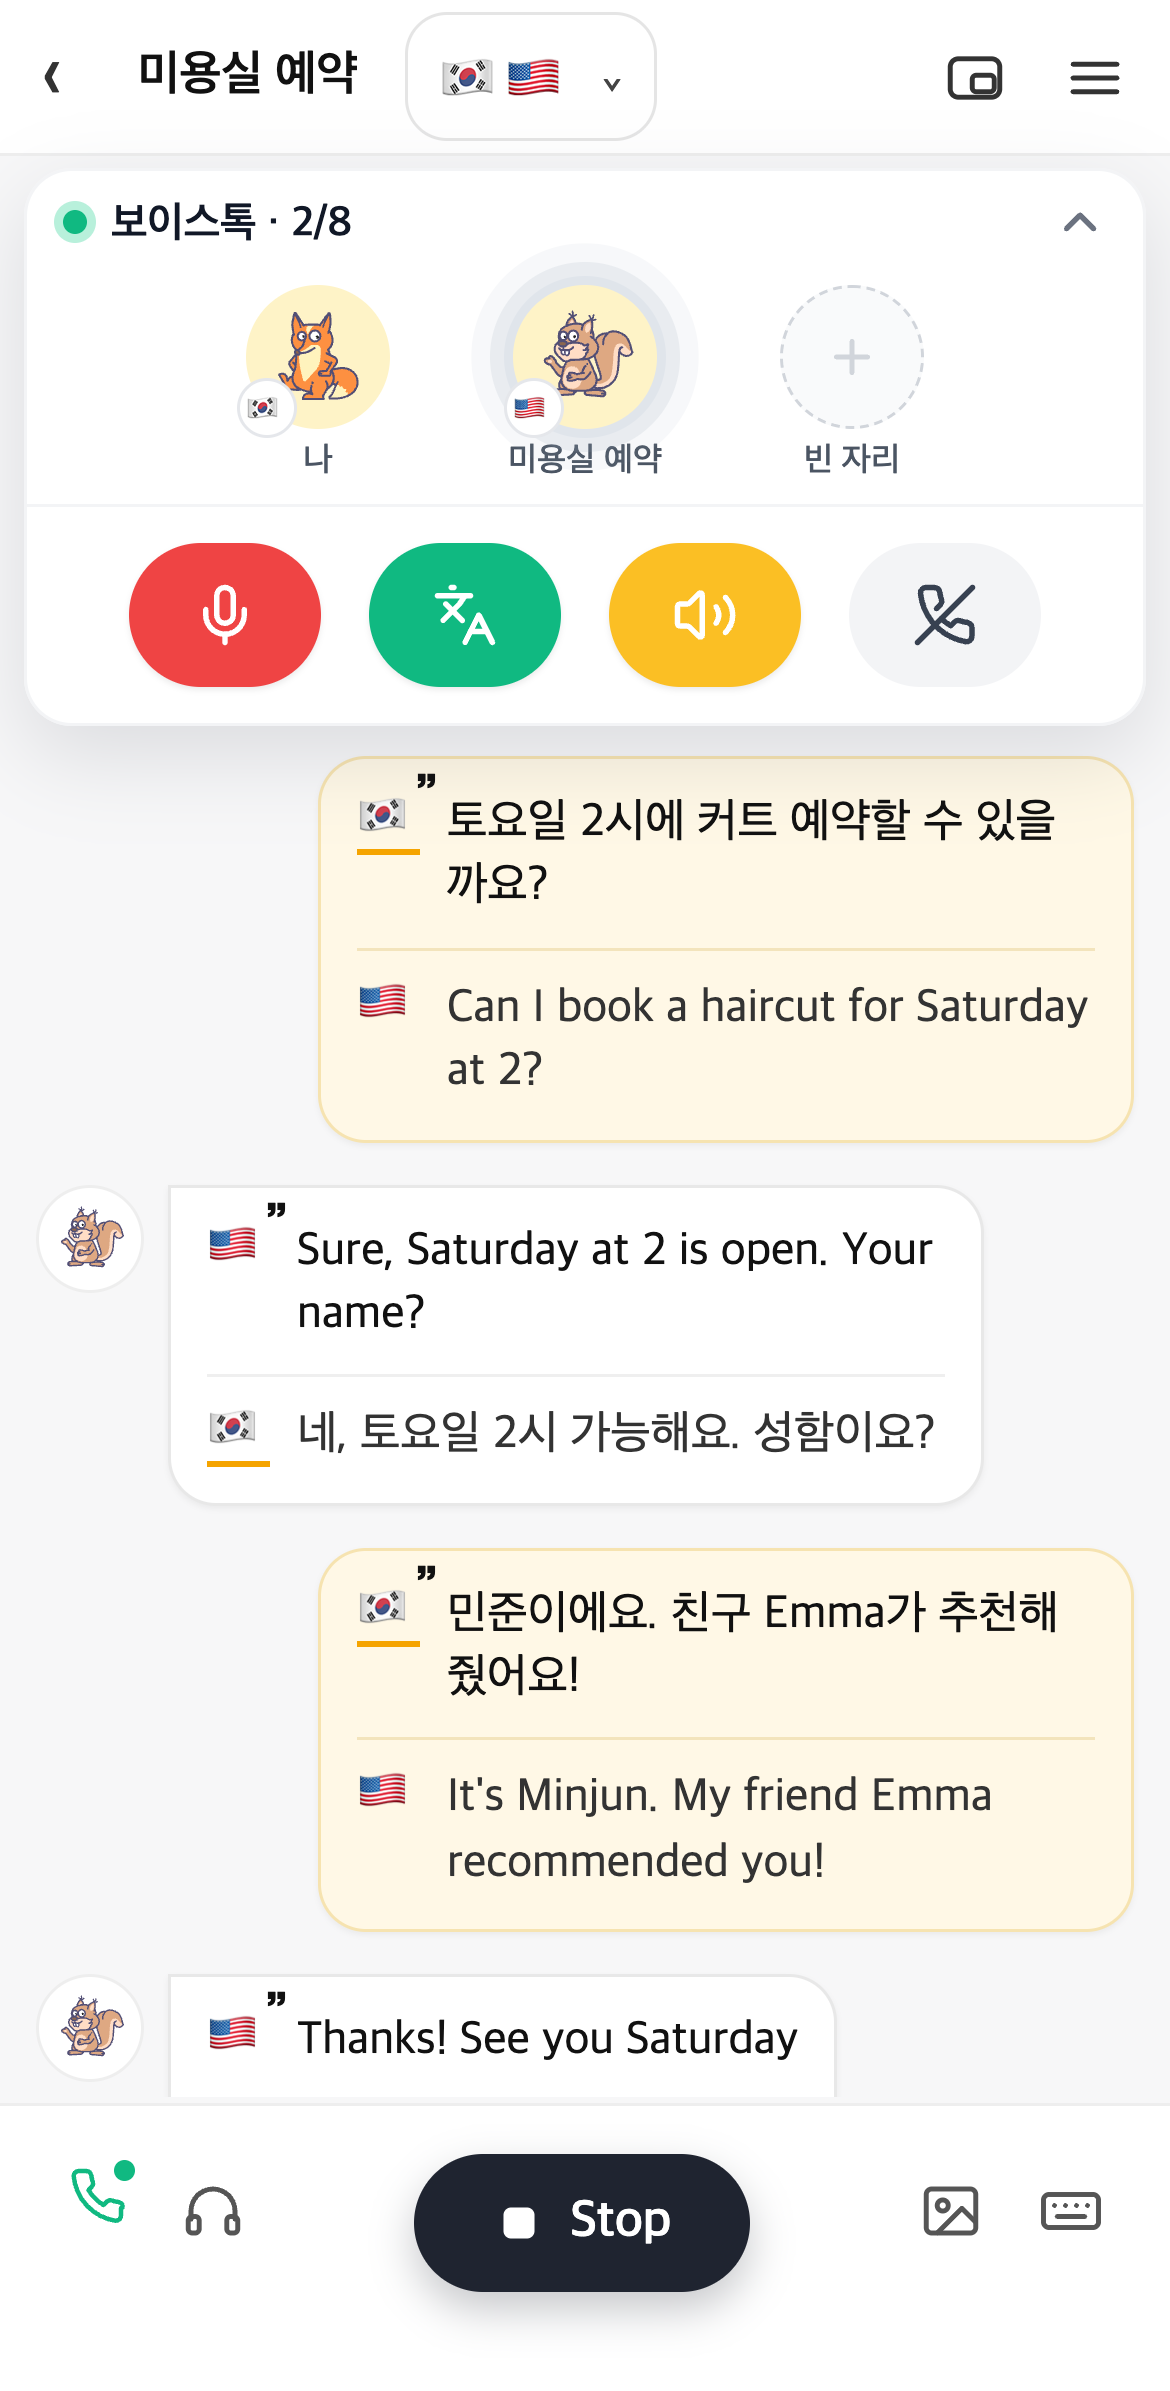 미용실 예약
보이스톡 · 2/8
나
미용실 예약
빈 자리
토요일 2시에 커트 예약할 수 있을
까요?
Can I book a haircut for Saturday
at 2?
Sure, Saturday at 2 is open. Your
name?
네, 토요일 2시 가능해요. 성함이요?
민준이에요. 친구 Emma가 추천해
줬어요!
It's Minjun. My friend Emma
recommended you!
Thanks! See you Saturday
Stop